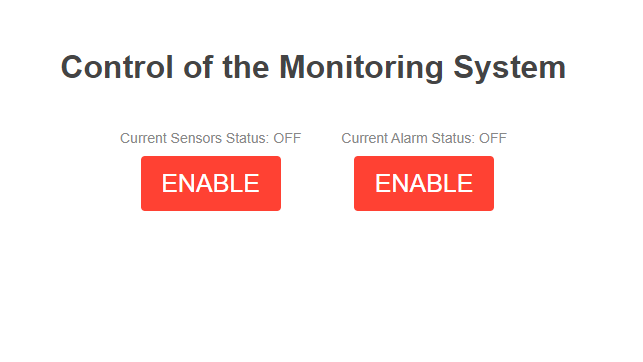 Control of the Monitoring System
Current Sensors Status: OFF
ENABLE
Current Alarm Status: OFF
ENABLE